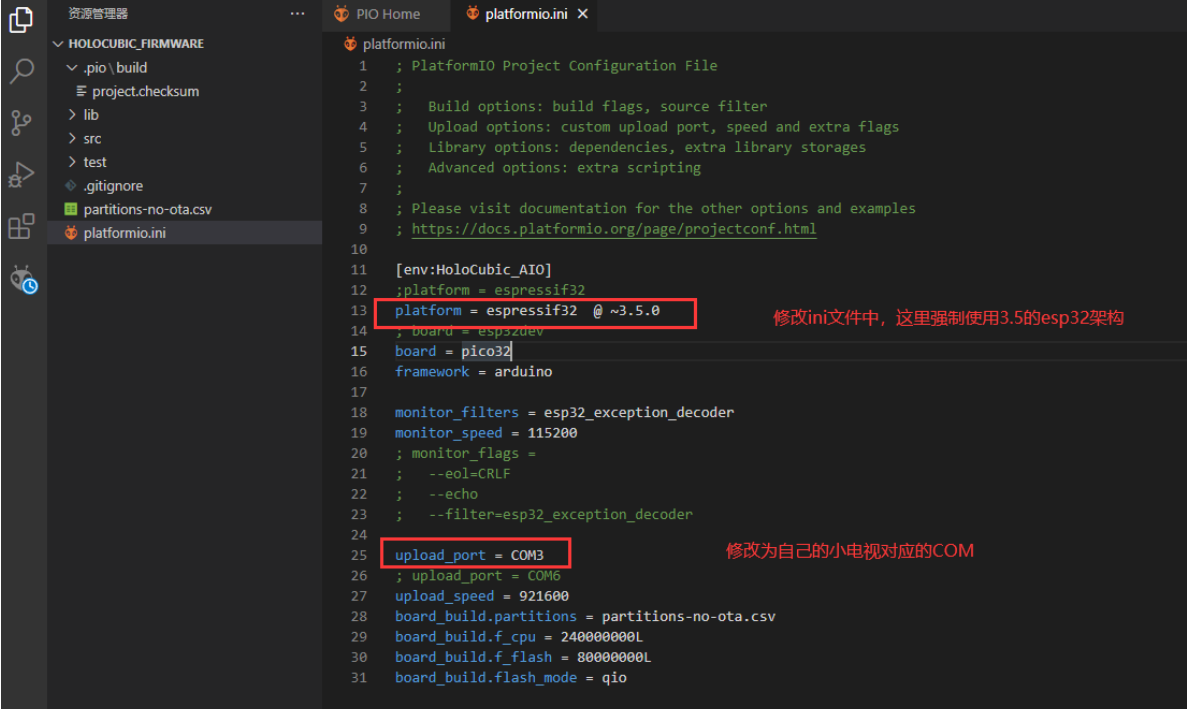 资源管理器
···
HOLOCUBIC_FIRMWARE
.pio\build
project.checksum
lib
src
test
.gitignore
partitions-no-ota.csv
platformio.ini
PIO Home
platformio.ini
platformio.ini
1 ; PlatformIO Project Configuration File
2 ;
3 ;   Build options: build flags, source filter
4 ;   Upload options: custom upload port, speed and extra flags
5 ;   Library options: dependencies, extra library storages
6 ;   Advanced options: extra scripting
7 ;
8 ; Please visit documentation for the other options and examples
9 ; https://docs.platformio.org/page/projectconf.html
10
11 [env:HoloCubic_AIO]
12 ;platform = espressif32
13 platform = espressif32  @ ~3.5.0
修改ini文件中，这里强制使用3.5的esp32架构
14 ; board = esp32dev
15 board = pico32
16 framework = arduino
17
18 monitor_filters = esp32_exception_decoder
19 monitor_speed = 115200
20 ; monitor_flags =
21 ;   --eol=CRLF
22 ;   --echo
23 ;   --filter=esp32_exception_decoder
24
25 upload_port = COM3
修改为自己的小电视对应的COM
26 ; upload_port = COM6
27 upload_speed = 921600
28 board_build.partitions = partitions-no-ota.csv
29 board_build.f_cpu = 240000000L
30 board_build.f_flash = 80000000L
31 board_build.flash_mode = qio